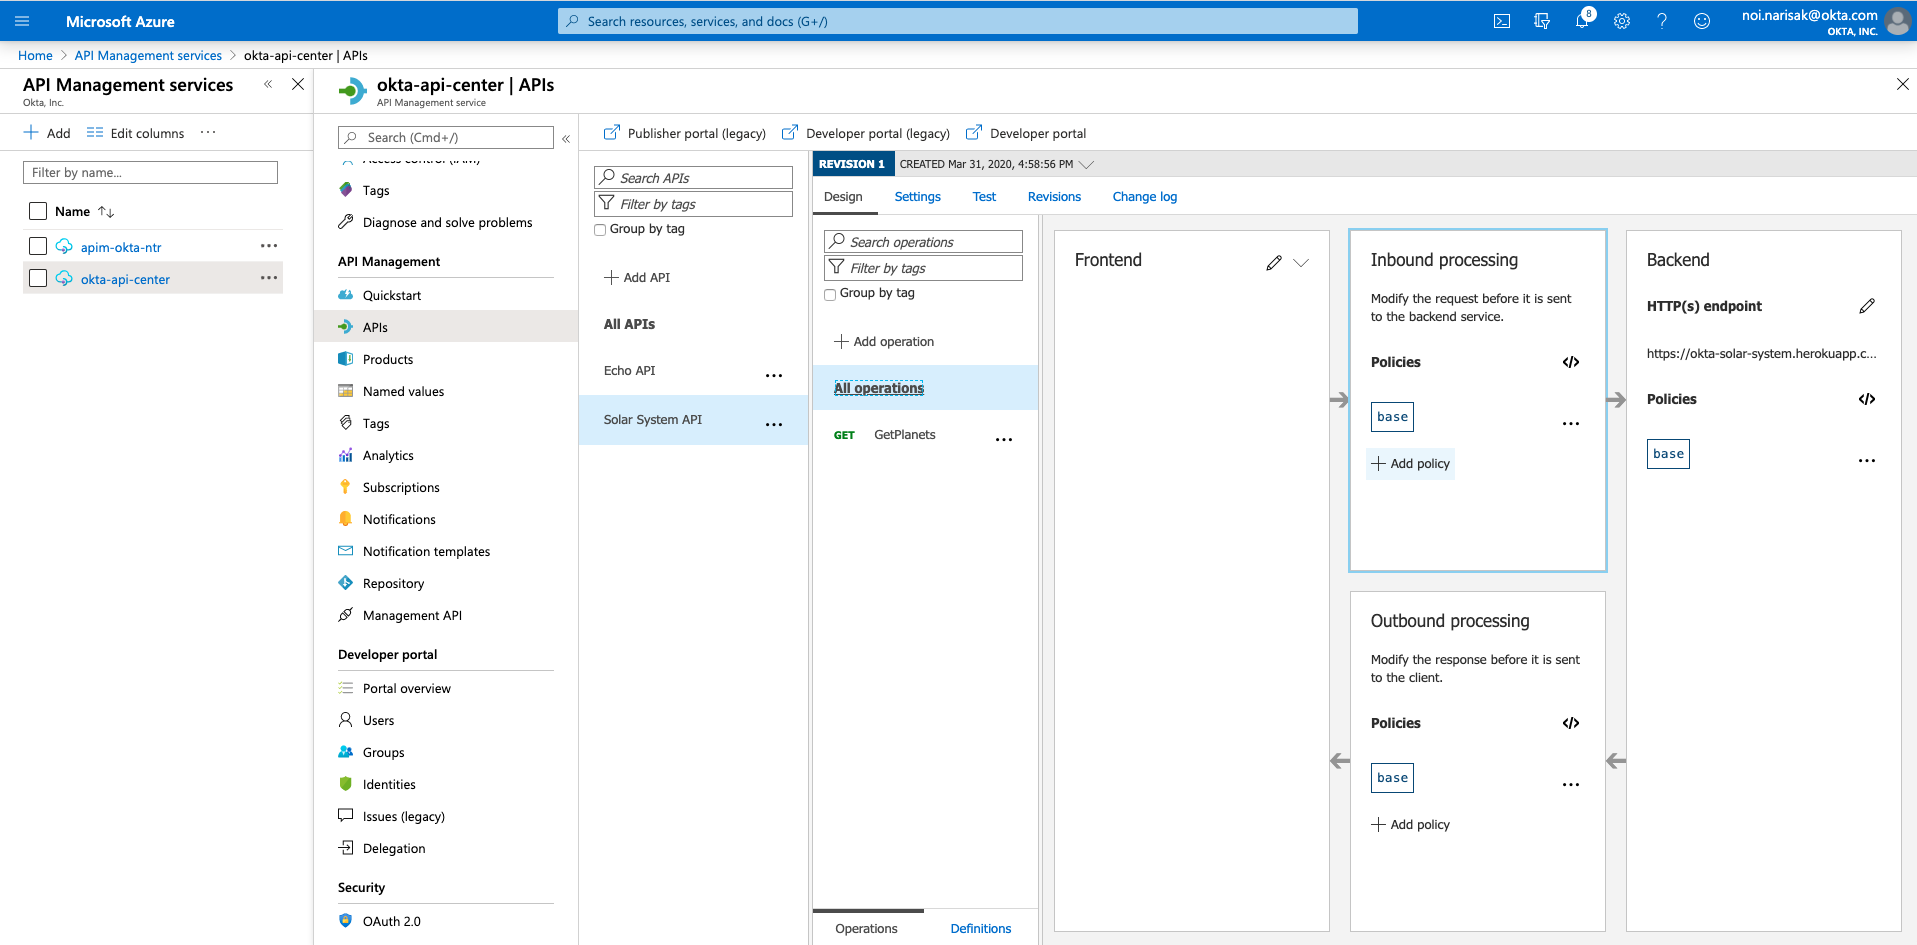 Microsoft Azure
Search resources, services, and docs (G+/)
8
noi.narisak@okta.com
OKTA, INC.
Home > API Management services > okta-api-center | APIs
API Management services
Okta, Inc.
Add
Edit columns
Filter by name...
Name
apim-okta-ntr
okta-api-center
okta-api-center | APIs
API Management service
Search (Cmd+/)
Access control (IAM)
Tags
Diagnose and solve problems
API Management
Quickstart
APIs
Products
Named values
Tags
Analytics
Subscriptions
Notifications
Notification templates
Repository
Management API
Developer portal
Portal overview
Users
Groups
Identities
Issues (legacy)
Delegation
Security
OAuth 2.0
Publisher portal (legacy)
Developer portal (legacy)
Developer portal
Search APIs
Filter by tags
Group by tag
Add API
All APIs
Echo API
Solar System API
REVISION 1
CREATED Mar 31, 2020, 4:58:56 PM
Design
Settings
Test
Revisions
Change log
Search operations
Filter by tags
Group by tag
Add operation
All operations
GET GetPlanets
Operations
Definitions
Frontend
Inbound processing
Modify the request before it is sent
to the backend service.
Policies
</>
base
Add policy
Outbound processing
Modify the response before it is sent
to the client.
Policies
</>
base
Add policy
Backend
HTTP(s) endpoint
https://okta-solar-system.herokuapp.c...
Policies
</>
base